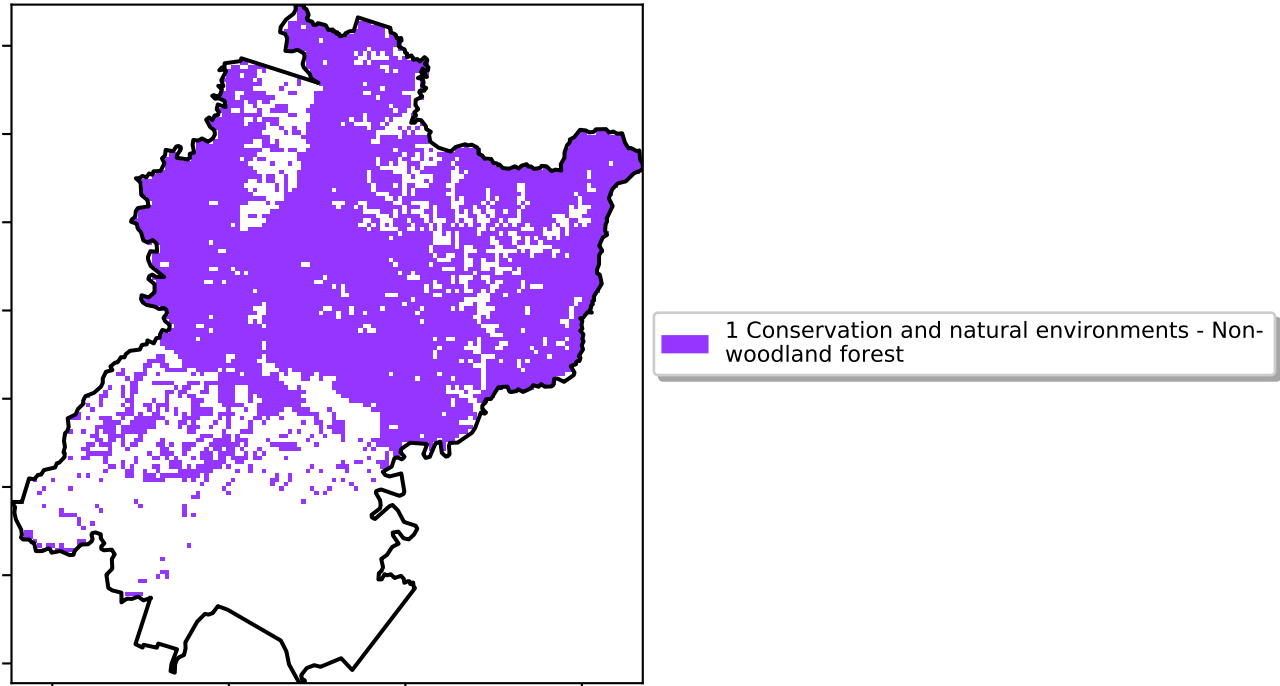 1 Conservation and natural environments - Non-
woodland forest